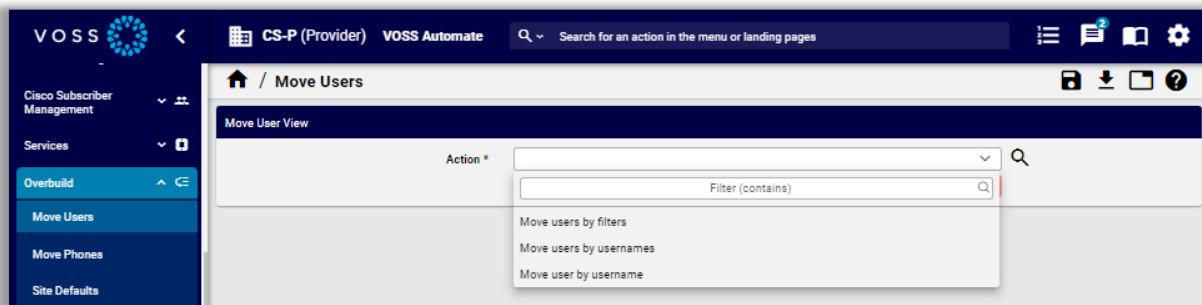 VOSS
CS-P (Provider)
VOSS Automate
Search for an action in the menu or landing pages
2
/ Move Users
Cisco Subscriber
Management
Services
Overbuild
Move Users
Move Phones
Site Defaults
Move User View
Action *
Filter (contains)
Move users by filters
Move users by usernames
Move user by username